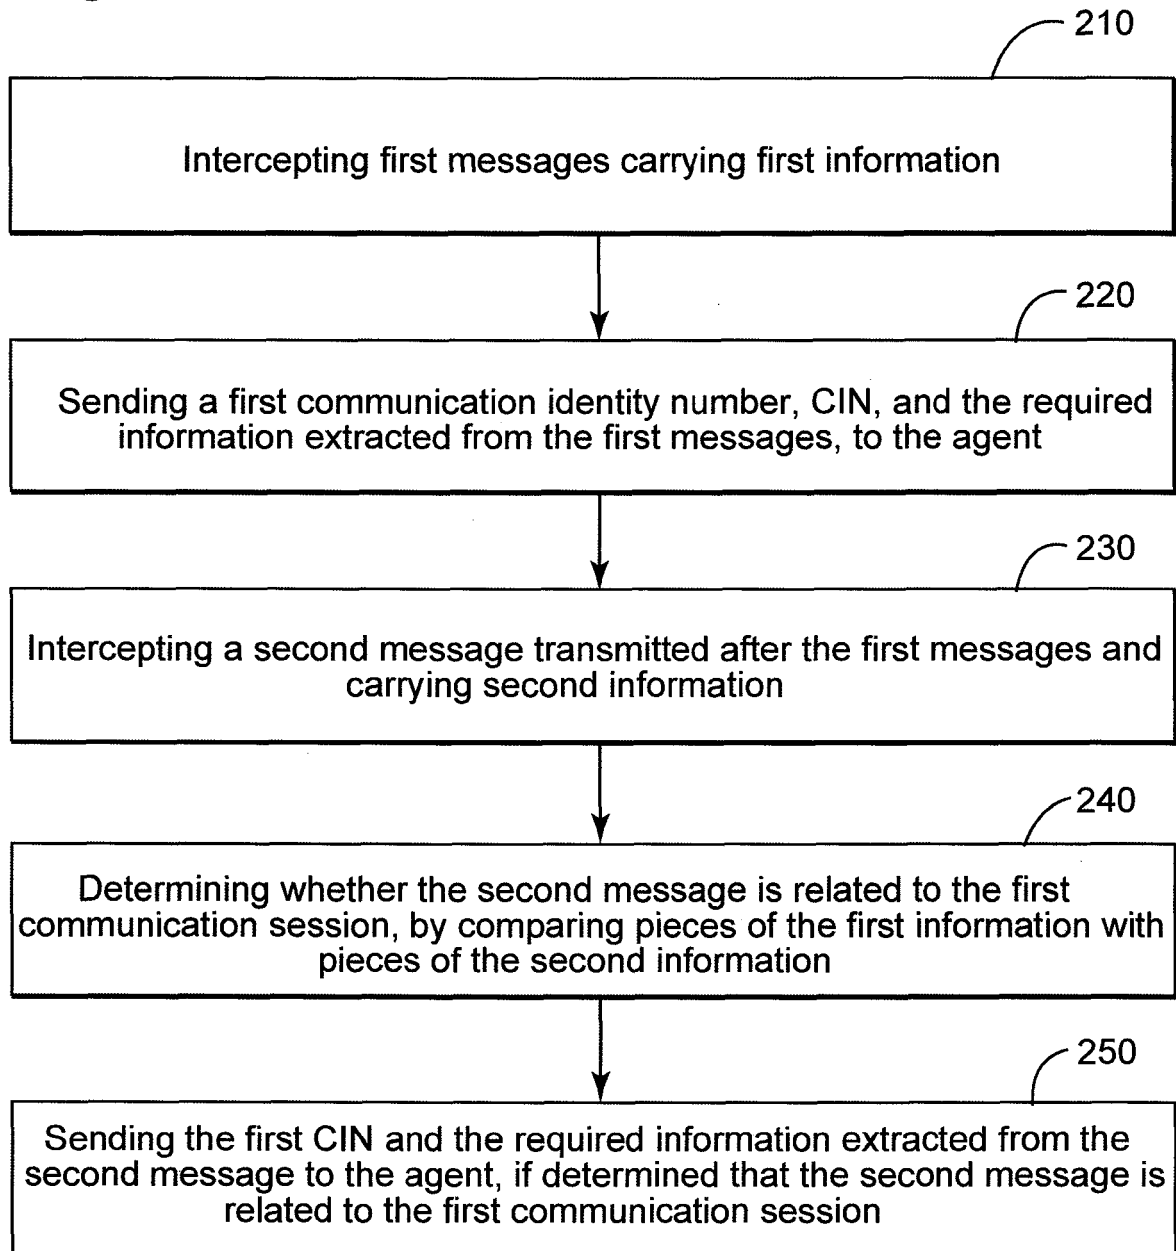 210
Intercepting first messages carrying first information
220
Sending a first communication identity number, CIN, and the required
information extracted from the first messages, to the agent
230
Intercepting a second message transmitted after the first messages and
carrying second information
240
Determining whether the second message is related to the first
communication session, by comparing pieces of the first information with
pieces of the second information
250
Sending the first CIN and the required information extracted from the
second message to the agent, if determined that the second message is
related to the first communication session